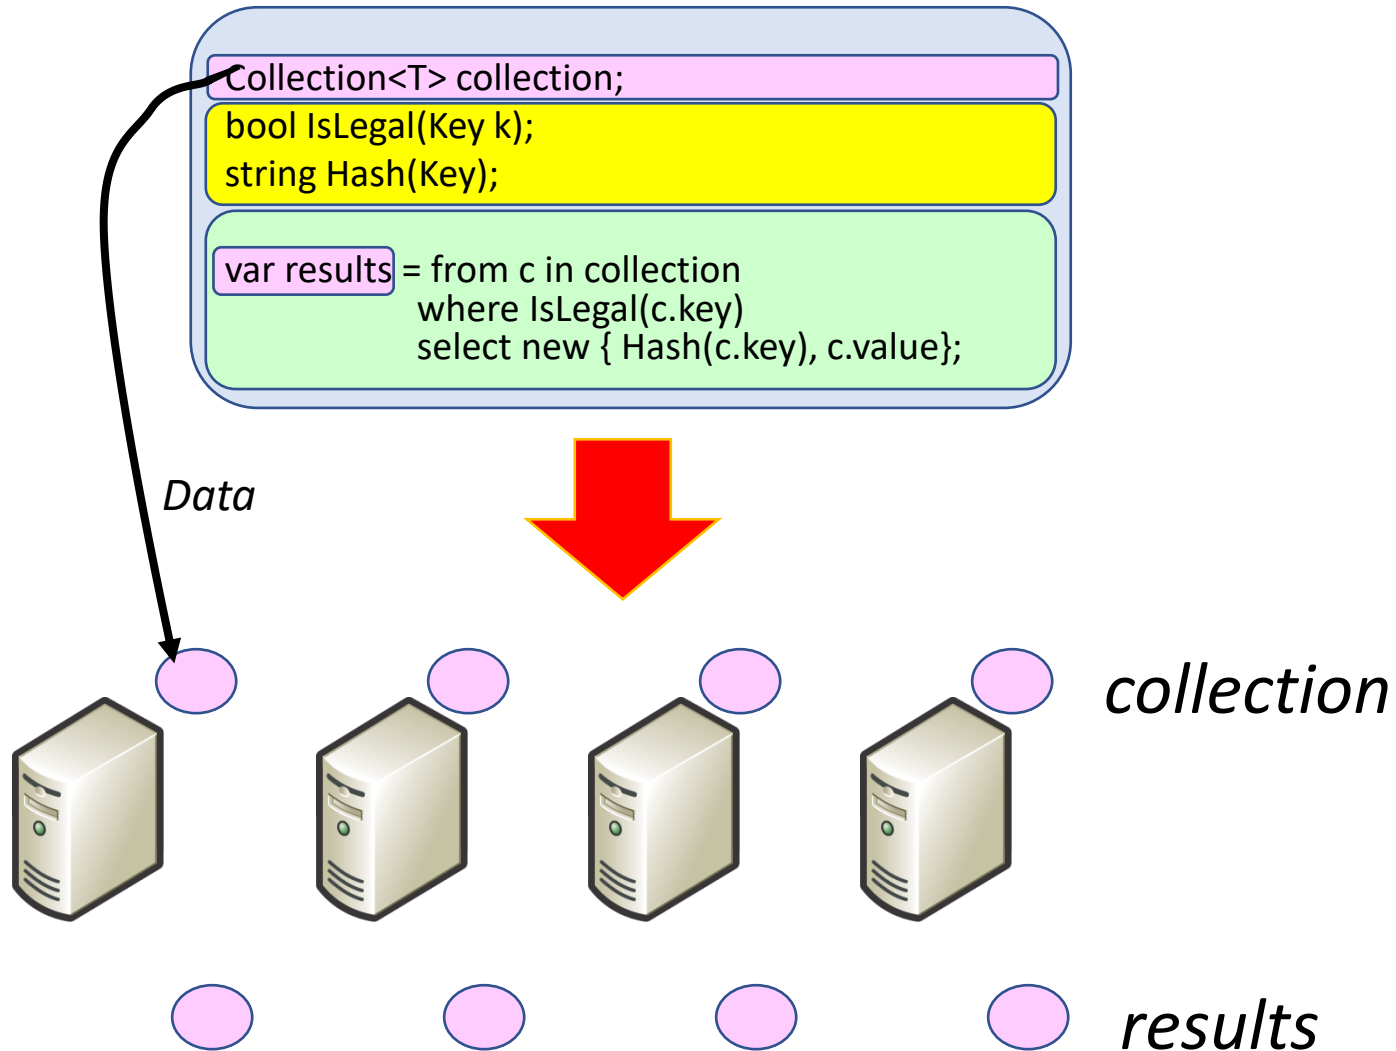 Collection<T> collection;
bool IsLegal(Key k);
string Hash(Key);
var results = from c in collection
where IsLegal(c.key)
select new { Hash(c.key), c.value};
Data
collection
results